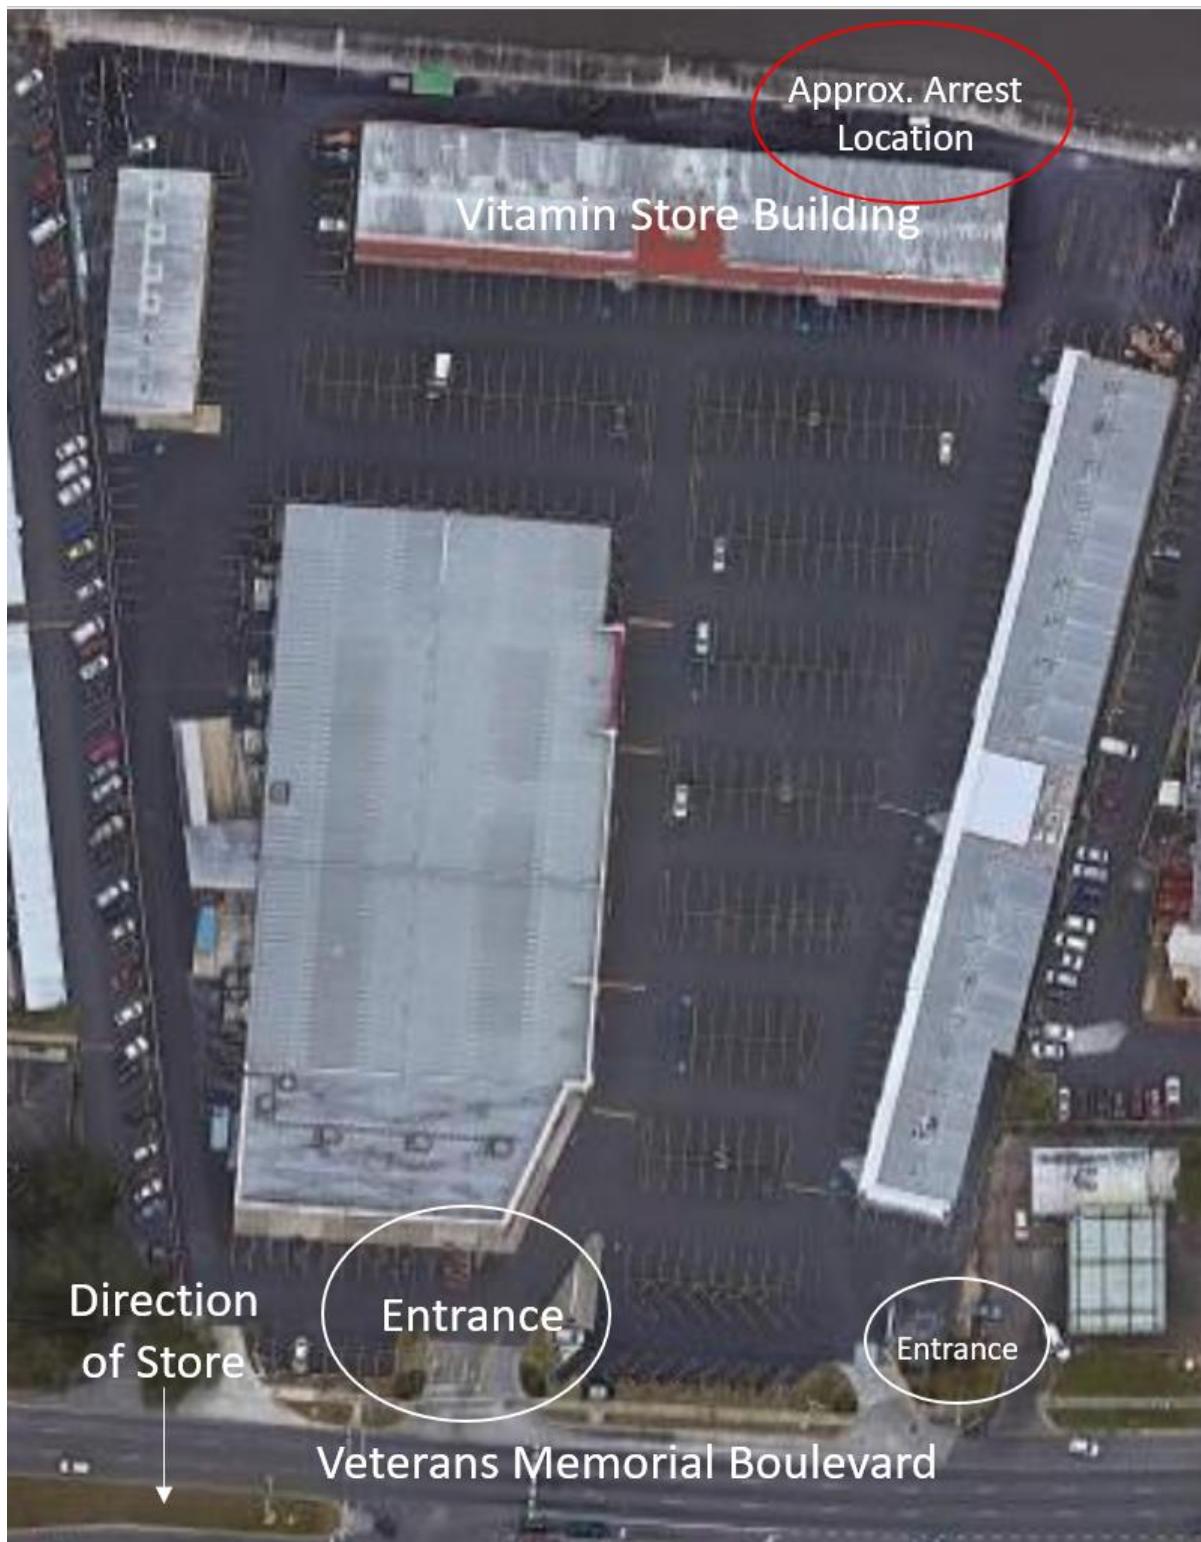 Approx. Arrest
Location
Vitamin Store Building
Direction
of Store
Entrance
Entrance
Veterans Memorial Boulevard